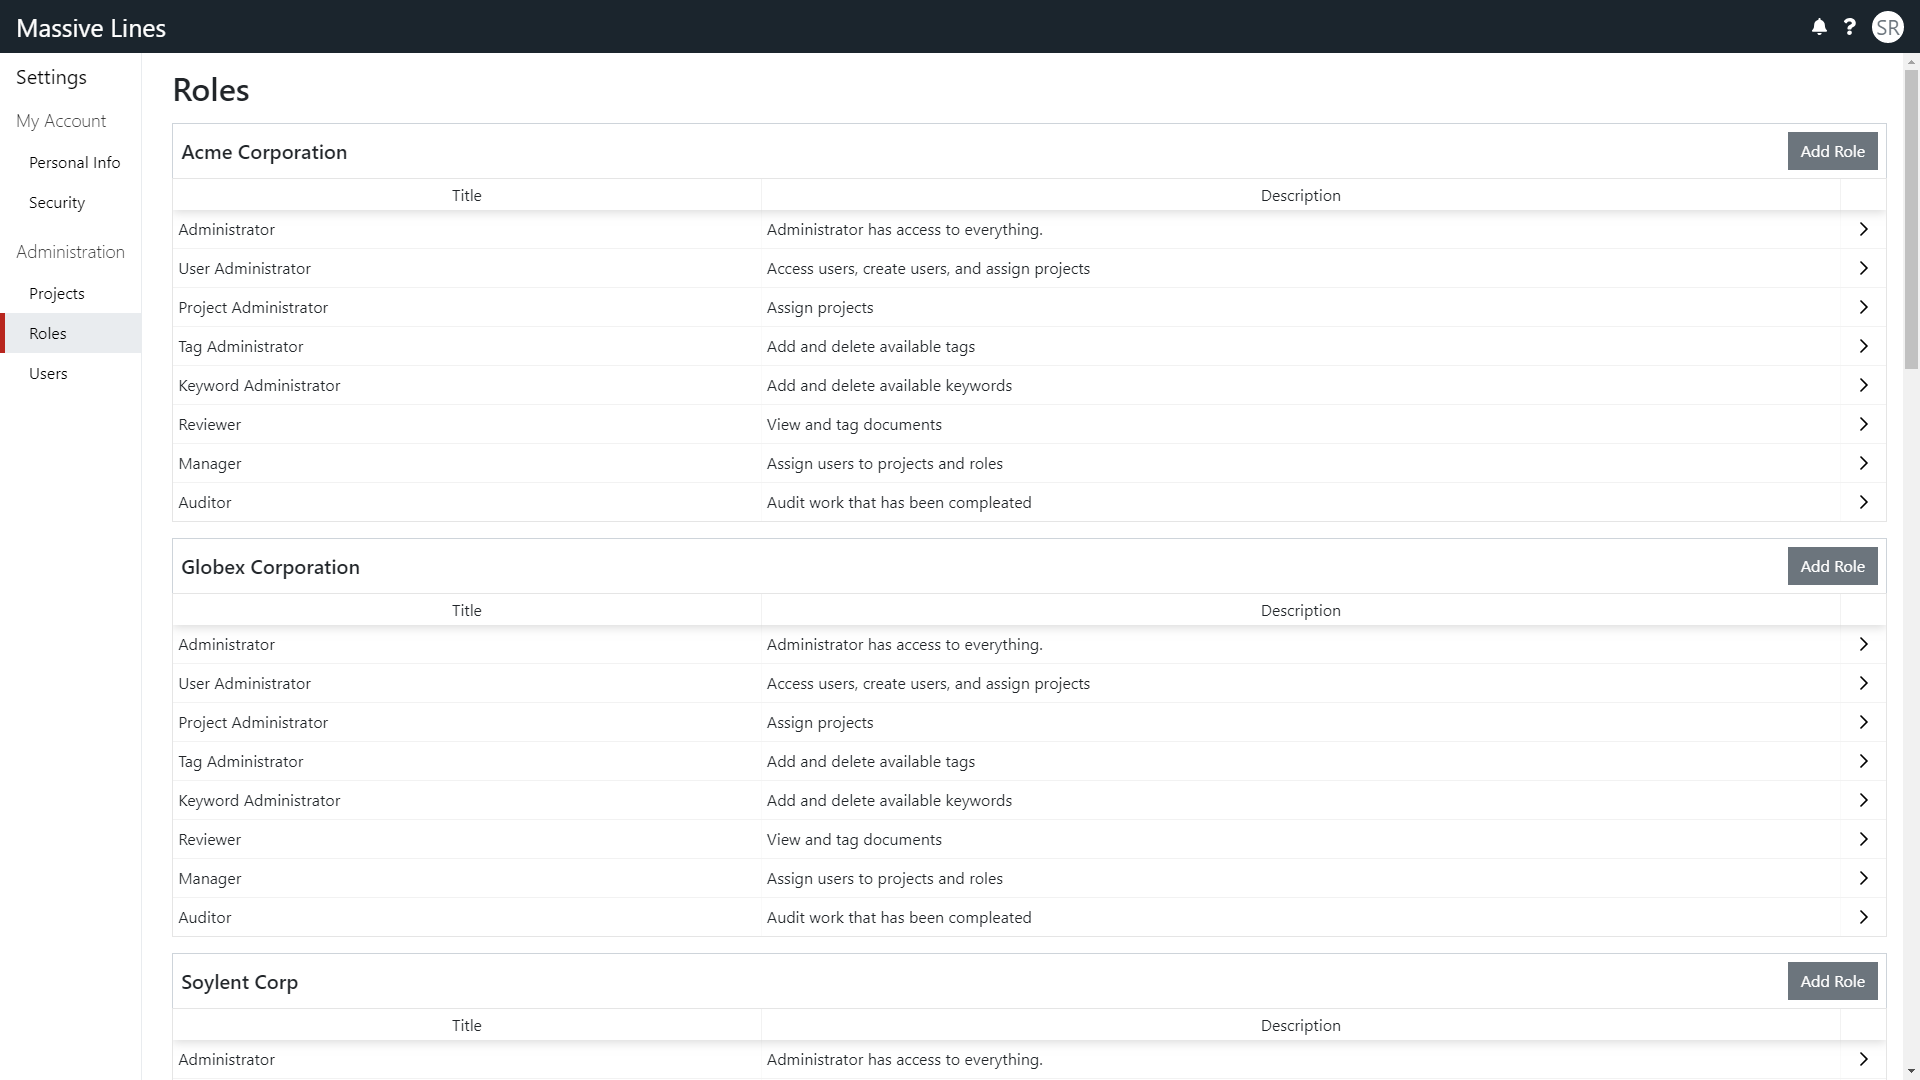 Massive Lines
? SR
Settings
My Account
Personal Info
Security
Administration
Projects
Roles
Users
Roles
Acme Corporation Add Role
Title Description
Administrator Administrator has access to everything.
User Administrator Access users, create users, and assign projects
Project Administrator Assign projects
Tag Administrator Add and delete available tags
Keyword Administrator Add and delete available keywords
Reviewer View and tag documents
Manager Assign users to projects and roles
Auditor Audit work that has been compleated
Globex Corporation Add Role
Title Description
Administrator Administrator has access to everything.
User Administrator Access users, create users, and assign projects
Project Administrator Assign projects
Tag Administrator Add and delete available tags
Keyword Administrator Add and delete available keywords
Reviewer View and tag documents
Manager Assign users to projects and roles
Auditor Audit work that has been compleated
Soylent Corp Add Role
Title Description
Administrator Administrator has access to everything.